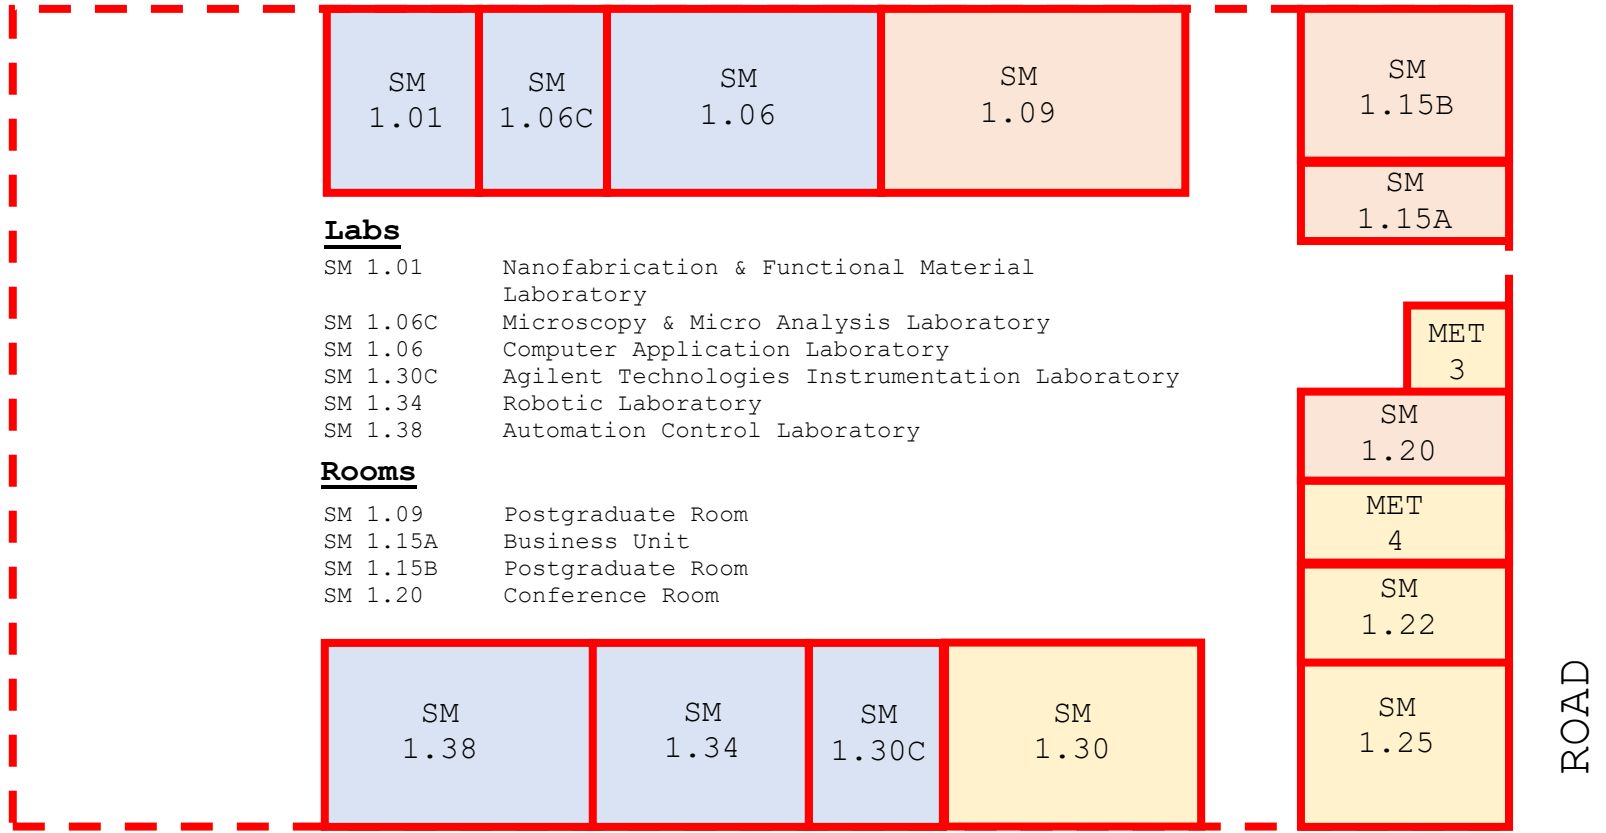 SM
1.01
SM
1.06C
SM
1.06
SM
1.09
SM
1.15B
SM
1.15A
Labs
SM 1.01 Nanofabrication & Functional Material
Laboratory
SM 1.06C Microscopy & Micro Analysis Laboratory
SM 1.06 Computer Application Laboratory
SM 1.30C Agilent Technologies Instrumentation Laboratory
SM 1.34 Robotic Laboratory
SM 1.38 Automation Control Laboratory
Rooms
SM 1.09 Postgraduate Room
SM 1.15A Business Unit
SM 1.15B Postgraduate Room
SM 1.20 Conference Room
MET
3
SM
1.20
MET
4
SM
1.22
SM
1.25
SM
1.38
SM
1.34
SM
1.30C
SM
1.30
ROAD